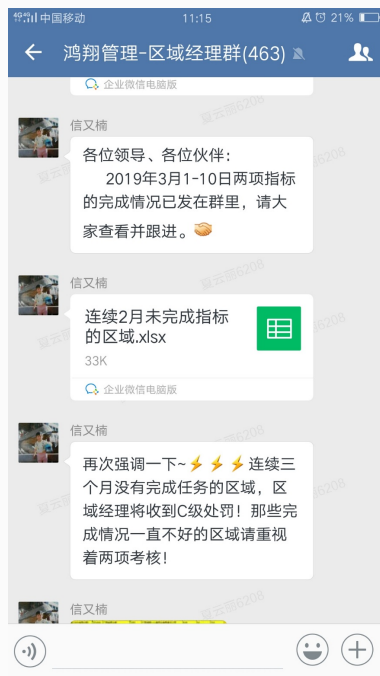 中国移动 11:15 21%
鸿翔管理-区域经理群(463)
企业微信电脑版
信又楠
各位领导、各位伙伴：
2019年3月1-10日两项指标
的完成情况已发在群里，请大
家查看并跟进。
信又楠
连续2月未完成指标
的区域.xlsx
33K
企业微信电脑版
信又楠
再次强调一下~⚡⚡⚡连续三
个月没有完成任务的区域，区
域经理将收到C级处罚！那些完
成情况一直不好的区域请重视
着两项考核！
信又楠